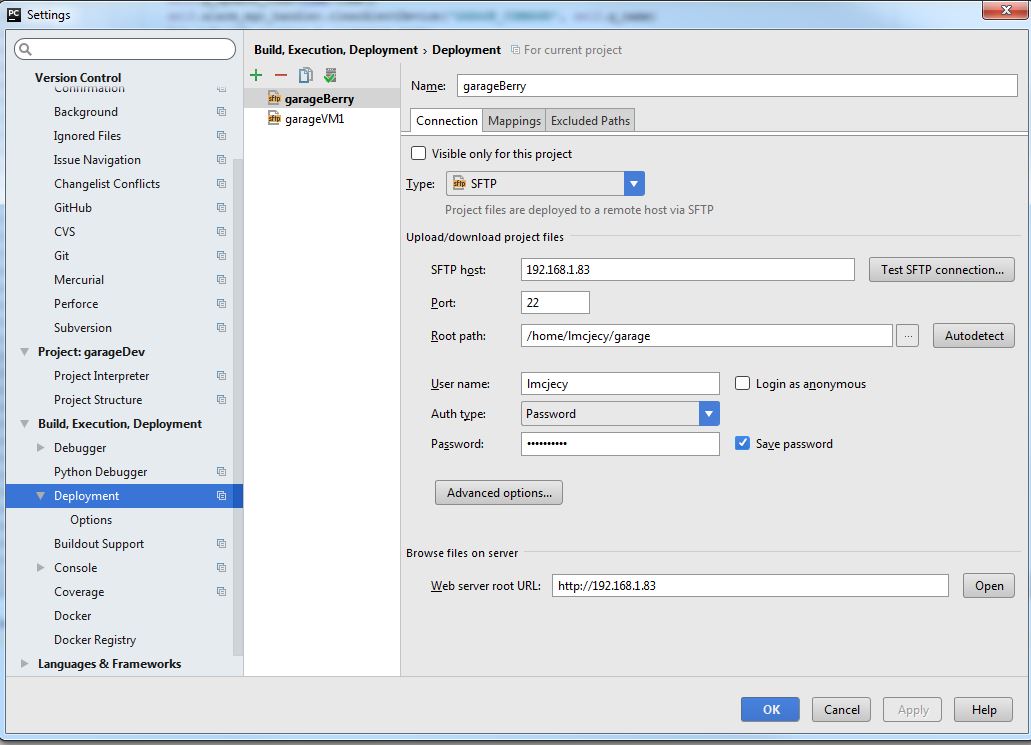 PC Settings
Version Control
Confirmation
Background
Ignored Files
Issue Navigation
Changelist Conflicts
GitHub
CVS
Git
Mercurial
Perforce
Subversion
Project: garageDev
Project Interpreter
Project Structure
Build, Execution, Deployment
Debugger
Python Debugger
Deployment
Options
Buildout Support
Console
Coverage
Docker
Docker Registry
Languages & Frameworks
sftp garageBerry
sftp garageVM1
Build, Execution, Deployment › Deployment For current project
Name: garageBerry
Connection Mappings Excluded Paths
Visible only for this project
Type: sftp SFTP
Project files are deployed to a remote host via SFTP
Upload/download project files
SFTP host: 192.168.1.83 Test SFTP connection...
Port: 22
Root path: /home/lmcjecy/garage ... Autodetect
User name: lmcjecy Login as anonymous
Auth type: Password
Password: •••••••••• Save password
Advanced options...
Browse files on server
Web server root URL: http://192.168.1.83 Open
OK Cancel Apply Help